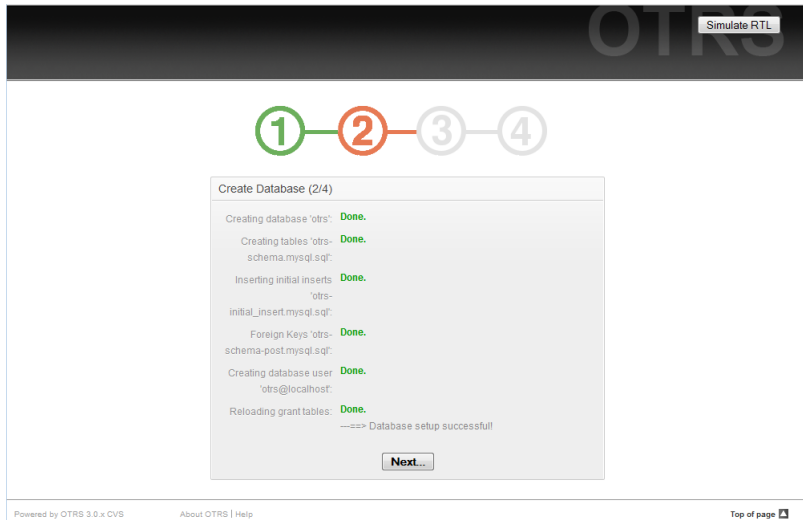 OTRS
Simulate RTL
1 2 3 4
Create Database (2/4)
Creating database 'otrs': Done.
Creating tables 'otrs- Done.
schema.mysql.sql':
Inserting initial inserts Done.
'otrs-
initial_insert.mysql.sql':
Foreign Keys 'otrs- Done.
schema-post.mysql.sql':
Creating database user Done.
'otrs@localhost':
Reloading grant tables: Done.
---==> Database setup successful!
Next...
Powered by OTRS 3.0.x CVS About OTRS | Help Top of page